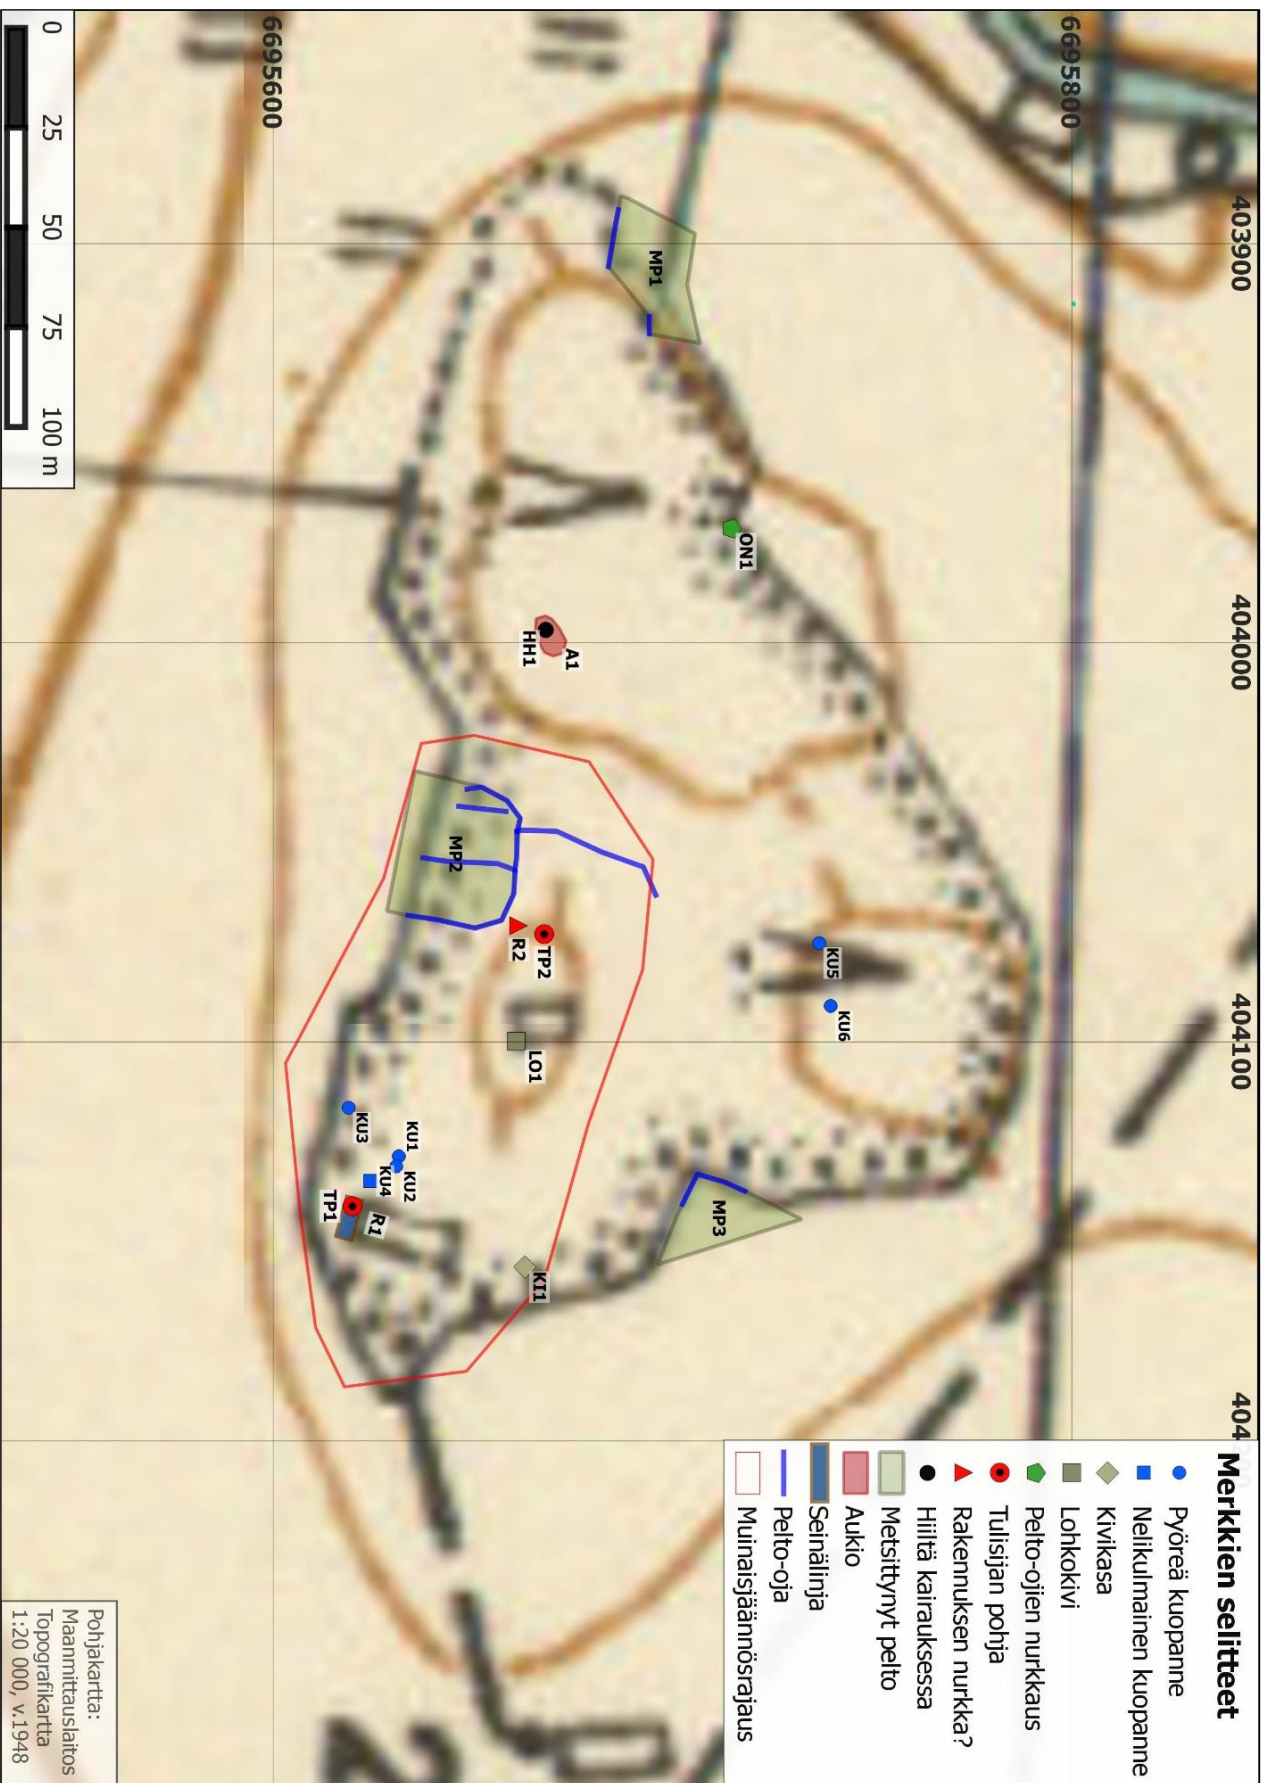 403900
404000
404100
404
6695800
6695600
MP1
ON1
A1
HH1
MP2
R2
TP2
LO1
KU5
KU6
KU3
KU1
KU2
KU4
TP1
R1
KI1
MP3
2
Merkkien selitteet
Pyöreä kuopanne
Nelikulmainen kuopanne
Kivikasa
Lohkokivi
Pelto-ojien nurkkaus
Tulisijan pohja
Rakennuksen nurkka?
Hiiltä kairauksessa
Metsittynyt pelto
Aukio
Seinälinja
Pelto-oja
Muinaisjäännösrajaus
0 25 50 75 100 m
Pohjakartta:
Maanmittauslaitos
Topografikartta
1:20 000, v.1948